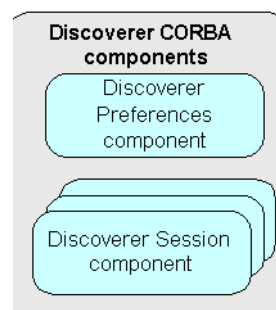 Discoverer CORBA
components
Discoverer
Preferences
component
Discoverer Session
component